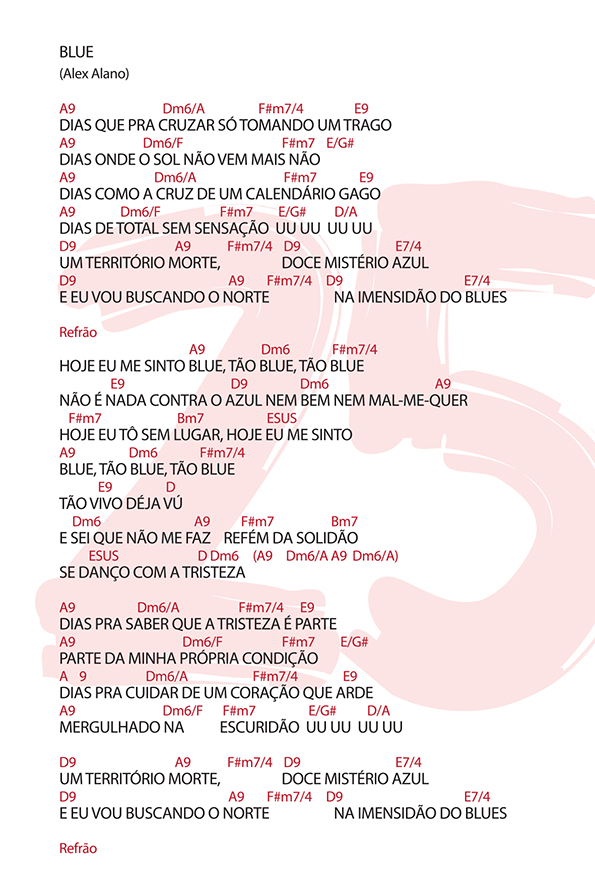 BLUE
(Alex Alano)
A9 Dm6/A F#m7/4 E9
DIAS QUE PRA CRUZAR SÓ TOMANDO UM TRAGO
A9 Dm6/F F#m7 E/G#
DIAS ONDE O SOL NÃO VEM MAIS NÃO
A9 Dm6/A F#m7/4 E9
DIAS COMO A CRUZ DE UM CALENDÁRIO GAGO
A9 Dm6/F F#m7 E/G# D/A
DIAS DE TOTAL SEM SENSAÇÃO UU UU UU UU
D9 A9 F#m7/4 D9 E7/4
UM TERRITÓRIO MORTE, DOCE MISTÉRIO AZUL
D9 A9 F#m7/4 D9 E7/4
E EU VOU BUSCANDO O NORTE NA IMENSIDÃO DO BLUES
Refrão
A9 Dm6 F#m7/4
HOJE EU ME SINTO BLUE, TÃO BLUE, TÃO BLUE
E9 D9 Dm6 A9
NÃO É NADA CONTRA O AZUL NEM BEM NEM MAL-ME-QUER
F#m7 Bm7 ESUS
HOJE EU TÔ SEM LUGAR, HOJE EU ME SINTO
A9 Dm6 F#m7/4
BLUE, TÃO BLUE, TÃO BLUE
E9 D
TÃO VIVO DÉJA VÚ
Dm6 A9 F#m7 Bm7
E SEI QUE NÃO ME FAZ REFÉM DA SOLIDÃO
ESUS D Dm6 (A9 Dm6/A A9 Dm6/A)
SE DANÇO COM A TRISTEZA
A9 Dm6/A F#m7/4 E9
DIAS PRA SABER QUE A TRISTEZA É PARTE
A9 Dm6/F F#m7 E/G#
PARTE DA MINHA PRÓPRIA CONDIÇÃO
A 9 Dm6/A F#m7/4 E9
DIAS PRA CUIDAR DE UM CORAÇÃO QUE ARDE
A9 Dm6/F F#m7 E/G# D/A
MERGULHADO NA ESCURIDÃO UU UU UU UU
D9 A9 F#m7/4 D9 E7/4
UM TERRITÓRIO MORTE, DOCE MISTÉRIO AZUL
D9 A9 F#m7/4 D9 E7/4
E EU VOU BUSCANDO O NORTE NA IMENSIDÃO DO BLUES
Refrão
25